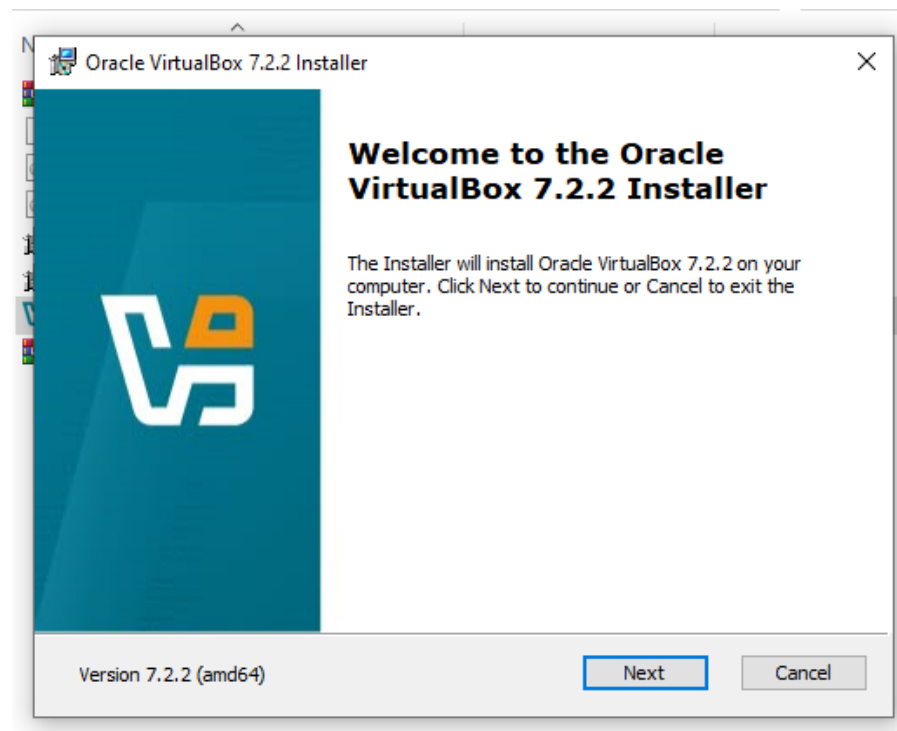 N
Oracle VirtualBox 7.2.2 Installer
Welcome to the Oracle
VirtualBox 7.2.2 Installer
The Installer will install Oracle VirtualBox 7.2.2 on your
computer. Click Next to continue or Cancel to exit the
Installer.
Version 7.2.2 (amd64)
Next
Cancel